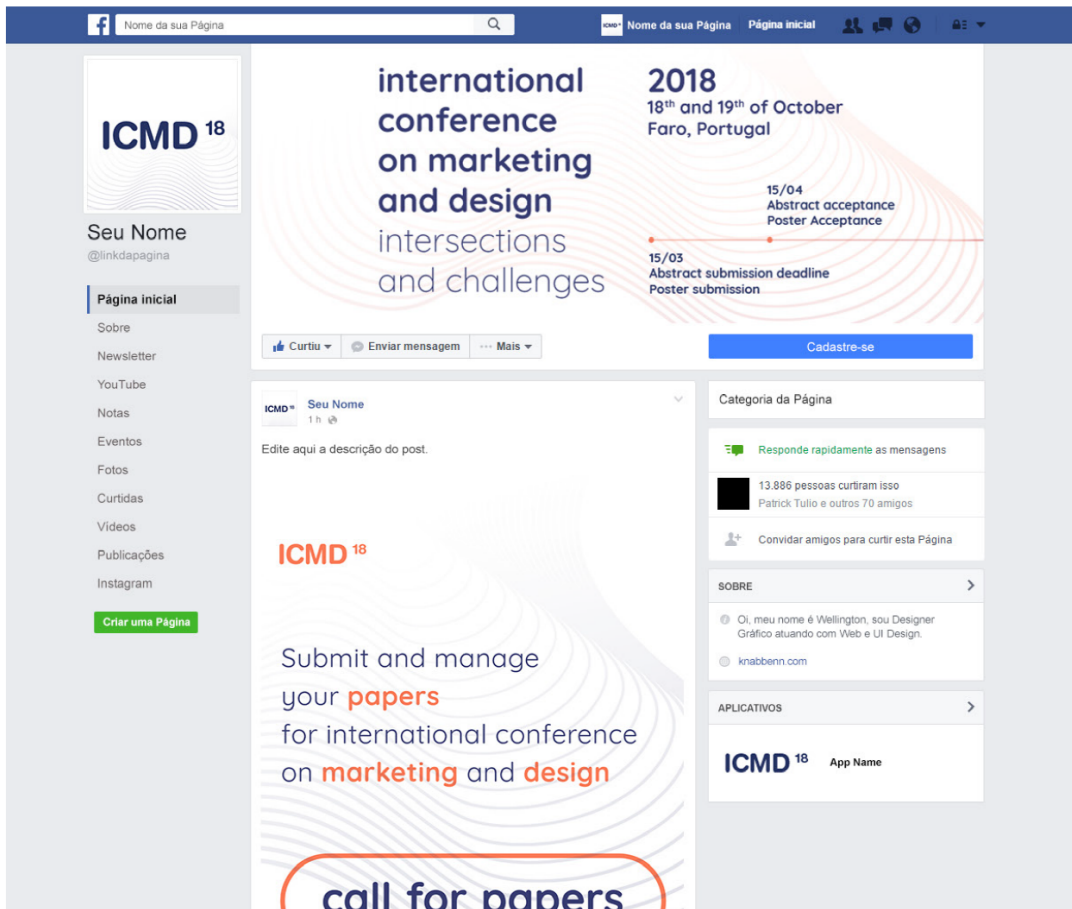 Nome da sua Página
ICMD18 Nome da sua Página Página inicial
ICMD 18
Seu Nome
@linkdapagina
Página inicial
Sobre
Newsletter
YouTube
Notas
Eventos
Fotos
Curtidas
Vídeos
Publicações
Instagram
Criar uma Página
international
conference
on marketing
and design
intersections
and challenges
2018
18th and 19th of October
Faro, Portugal
15/04
Abstract acceptance
Poster Acceptance
15/03
Abstract submission deadline
Poster submission
Curtiu Enviar mensagem ··· Mais
Cadastre-se
ICMD 18
Seu Nome
1 h
Edite aqui a descrição do post.
ICMD 18
Submit and manage
your papers
for international conference
on marketing and design
call for papers
Categoria da Página
Responde rapidamente as mensagens
13.886 pessoas curtiram isso
Patrick Tulio e outros 70 amigos
Convidar amigos para curtir esta Página
SOBRE
Oi, meu nome é Wellington, sou Designer
Gráfico atuando com Web e UI Design.
knabbenn.com
APLICATIVOS
ICMD 18 App Name